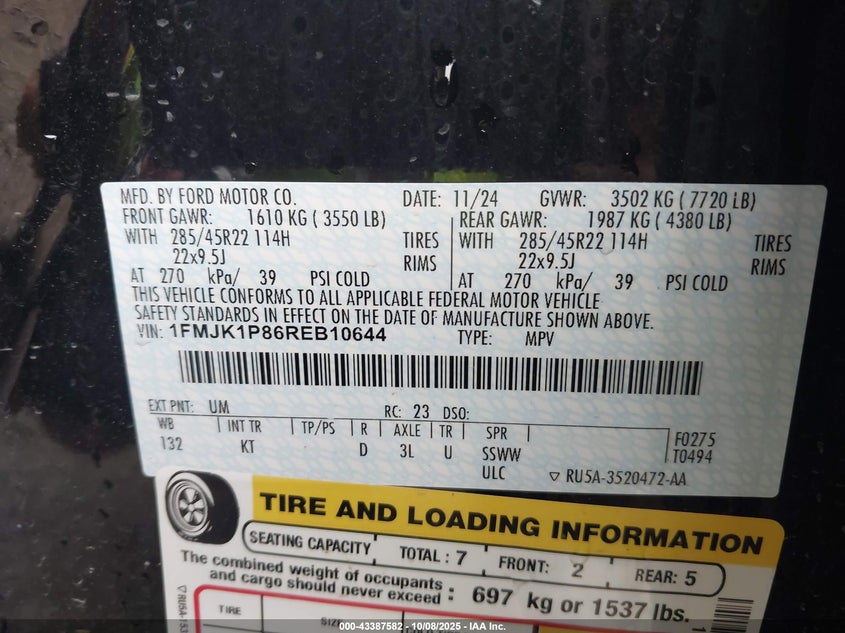 MFD. BY FORD MOTOR CO. DATE: 11/24 GVWR: 3502 KG ( 7720 LB)
FRONT GAWR: 1610 KG ( 3550 LB) REAR GAWR: 1987 KG ( 4380 LB)
WITH 285/45R22 114H TIRES WITH 285/45R22 114H TIRES
22x9.5J RIMS 22x9.5J RIMS
AT 270 kPa/ 39 PSI COLD AT 270 kPa/ 39 PSI COLD
THIS VEHICLE CONFORMS TO ALL APPLICABLE FEDERAL MOTOR VEHICLE
SAFETY STANDARDS IN EFFECT ON THE DATE OF MANUFACTURE SHOWN ABOVE.
VIN: 1FMJK1P86REB10644 TYPE: MPV
EXT PNT: UM RC: 23 DSO:
WB INT TR TP/PS R AXLE TR SPR F0275
132 KT D 3L U SSWW T0494
ULC RU5A-3520472-AA
TIRE AND LOADING INFORMATION
SEATING CAPACITY TOTAL : 7 FRONT: 2 REAR: 5
The combined weight of occupants
and cargo should never exceed : 697 kg or 1537 lbs.
TIRE
000-43387582 - 10/08/2025 - IAA Inc.